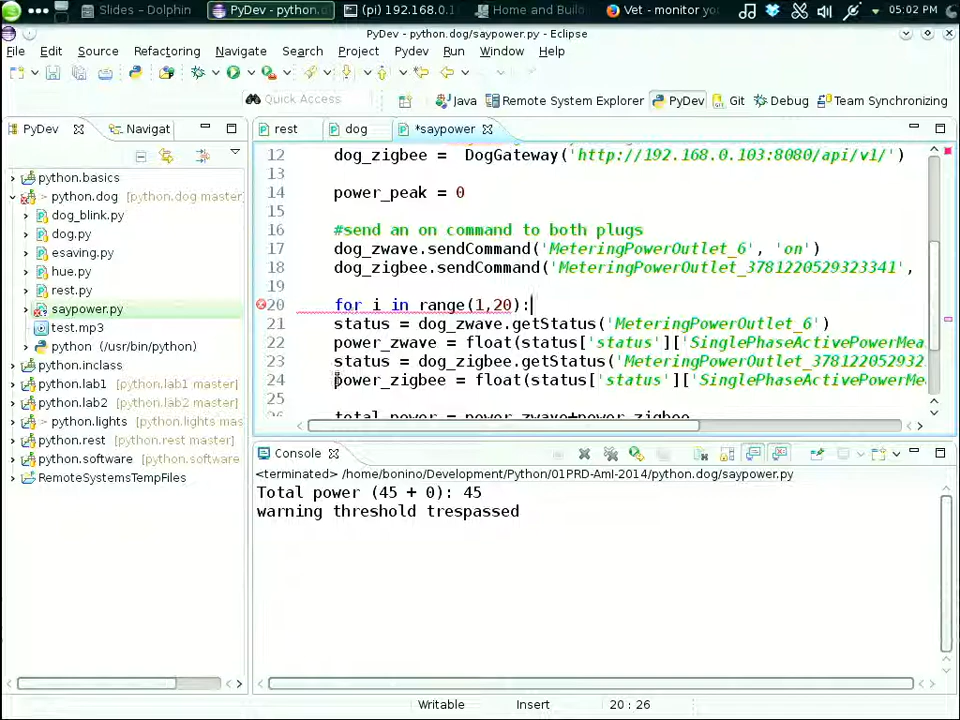 Slides – Dolphin
PyDev - python.
(pi) 192.168.0.1
Home and Buil
Vet - monitor yo
05:02 PM
PyDev - python.dog/saypower.py - Eclipse
File Edit Source Refactoring Navigate Search Project Pydev Run Window Help
Quick Access
Java Remote System Explorer PyDev Git Debug Team Synchronizing
PyDev
Navigat
rest
dog
*saypower
python.basics
> python.dog [python.dog master]
dog_blink.py
dog.py
esaving.py
hue.py
rest.py
saypower.py
test.mp3
python (/usr/bin/python)
python.inclass
python.lab1 [python.lab1 master]
python.lab2 [python.lab2 master]
> python.lights [python.lights mas
python.rest [python.rest master]
python.software [python.software
RemoteSystemsTempFiles
12 dog_zigbee = DogGateway('http://192.168.0.103:8080/api/v1/')
13
14 power_peak = 0
15
16 #send an on command to both plugs
17 dog_zwave.sendCommand('MeteringPowerOutlet_6', 'on')
18 dog_zigbee.sendCommand('MeteringPowerOutlet_3781220529323341',
19
20 for i in range(1,20):
21 status = dog_zwave.getStatus('MeteringPowerOutlet_6')
22 power_zwave = float(status['status']['SinglePhaseActivePowerMea
23 status = dog_zigbee.getStatus('MeteringPowerOutlet_378122052932
24 power_zigbee = float(status['status']['SinglePhaseActivePowerMe
25
26 total_power = power_zwave+power_zigbee
Console
<terminated> /home/bonino/Development/Python/01PRD-AmI-2014/python.dog/saypower.py
Total power (45 + 0): 45
warning threshold trespassed
Writable
Insert
20 : 26